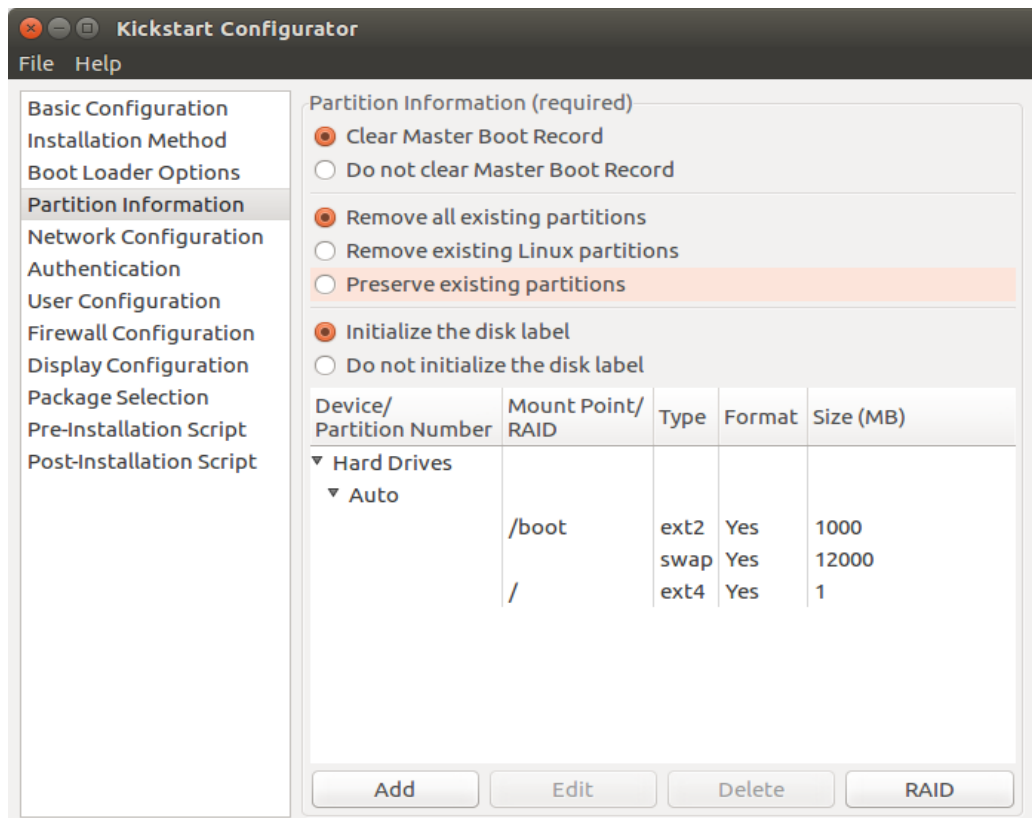 Kickstart Configurator
File Help
Basic Configuration
Installation Method
Boot Loader Options
Partition Information
Network Configuration
Authentication
User Configuration
Firewall Configuration
Display Configuration
Package Selection
Pre-Installation Script
Post-Installation Script
Partition Information (required)
Clear Master Boot Record
Do not clear Master Boot Record
Remove all existing partitions
Remove existing Linux partitions
Preserve existing partitions
Initialize the disk label
Do not initialize the disk label
Device/
Partition Number
Mount Point/
RAID
Type
Format
Size (MB)
Hard Drives
Auto
/boot ext2 Yes 1000
swap Yes 12000
/ ext4 Yes 1
Add Edit Delete RAID